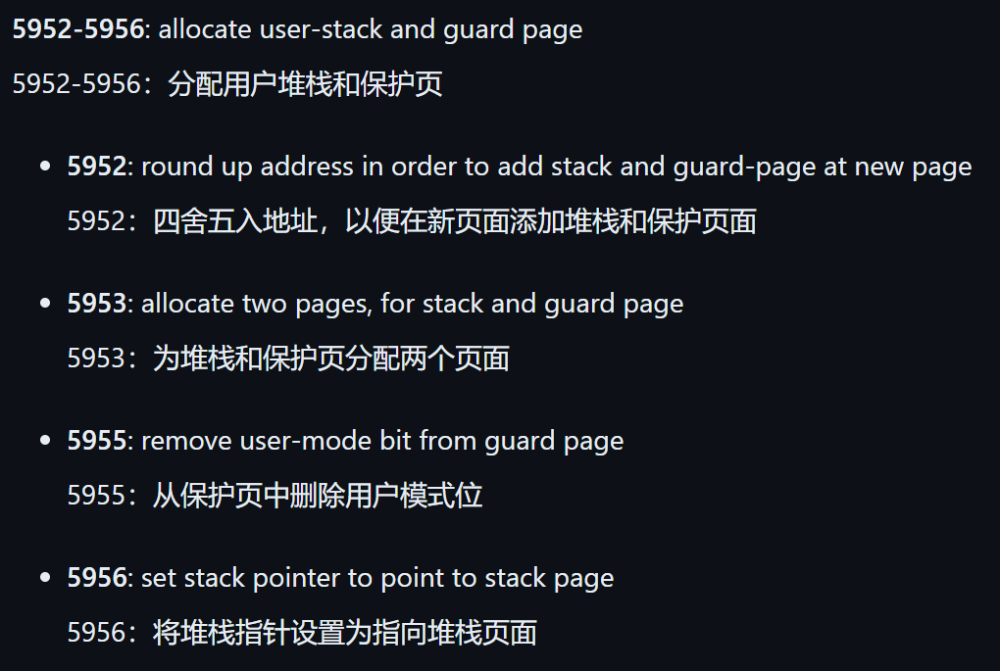 5952-5956: allocate user-stack and guard page
5952-5956：分配用户堆栈和保护页
5952: round up address in order to add stack and guard-page at new page
5952：四舍五入地址，以便在新页面添加堆栈和保护页面
5953: allocate two pages, for stack and guard page
5953：为堆栈和保护页分配两个页面
5955: remove user-mode bit from guard page
5955：从保护页中删除用户模式位
5956: set stack pointer to point to stack page
5956：将堆栈指针设置为指向堆栈页面